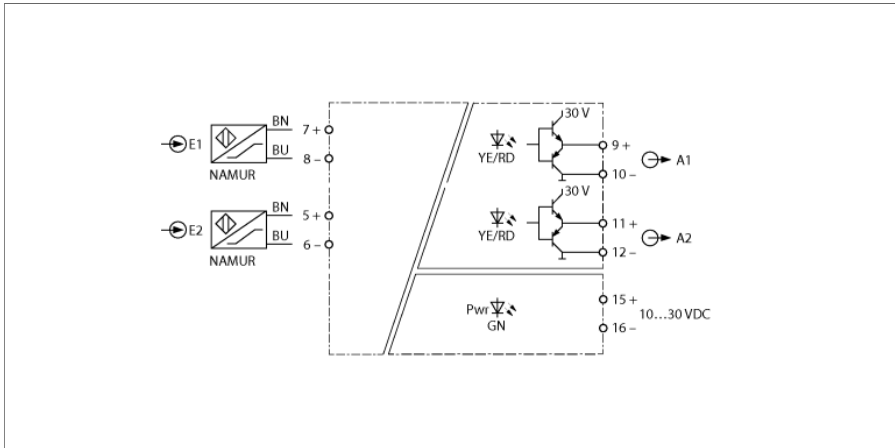 E1
BN
7 +
BU
8 –
NAMUR
E2
BN
5 +
BU
6 –
NAMUR
30 V
YE/RD
9 +
10 –
A1
30 V
YE/RD
11 +
12 –
A2
Pwr
GN
15 +
16 –
10...30 VDC